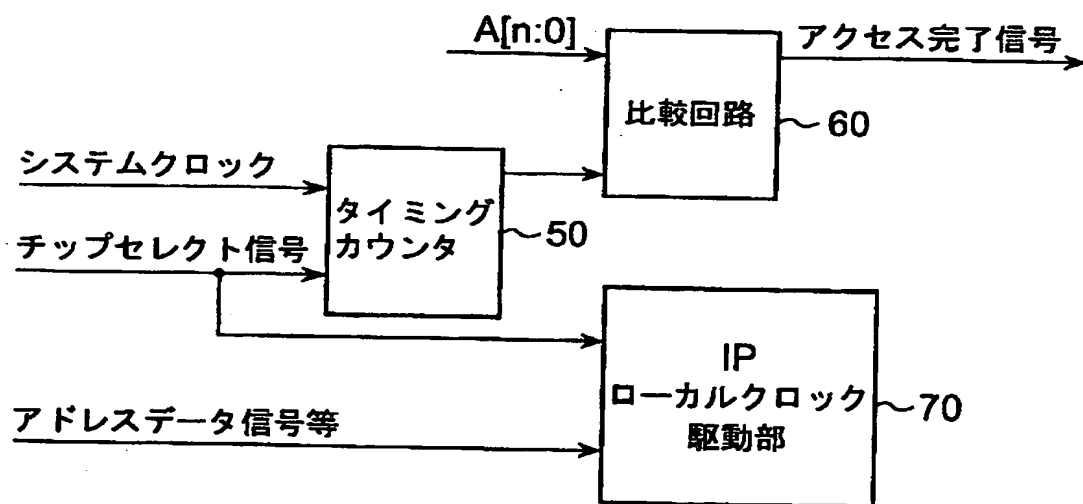 A[n:0]
アクセス完了信号
比較回路
60
システムクロック
タイミング
カウンタ
50
チップセレクト信号
IP
ローカルクロック
駆動部
70
アドレスデータ信号等